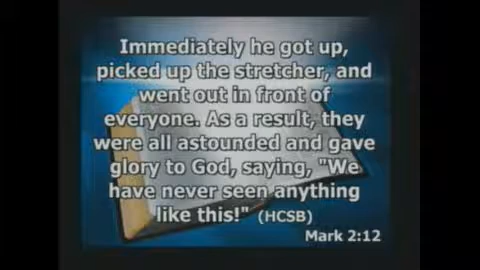 Immediately he got up,
picked up the stretcher, and
went out in front of
everyone. As a result, they
were all astounded and gave
glory to God, saying, "We
have never seen anything
like this!" (HCSB)
Mark 2:12